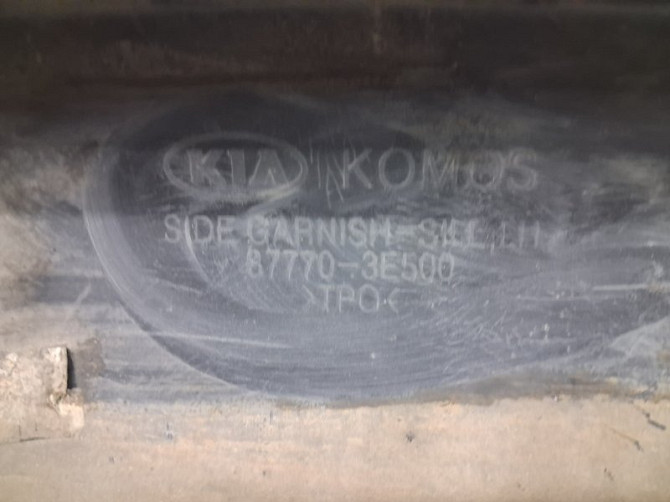 KIA KOMOS
SIDE GARNISH-SILL,LH
87770-3E500
>TPO<